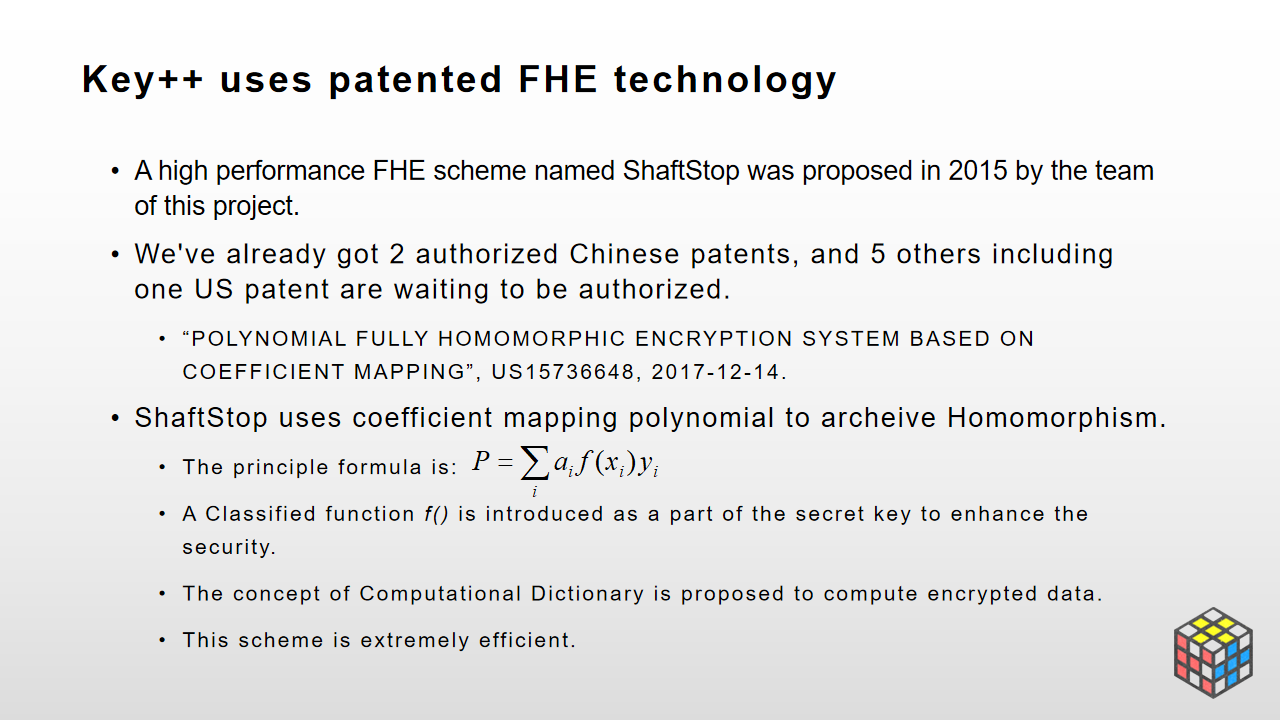 Key++ uses patented FHE technology
• A high performance FHE scheme named ShaftStop was proposed in 2015 by the team
of this project.
• We've already got 2 authorized Chinese patents, and 5 others including
one US patent are waiting to be authorized.
• “POLYNOMIAL FULLY HOMOMORPHIC ENCRYPTION SYSTEM BASED ON
COEFFICIENT MAPPING”, US15736648, 2017-12-14.
• ShaftStop uses coefficient mapping polynomial to archeive Homomorphism.
• The principle formula is: P = ∑_i a_i f(x_i) y_i
• A Classified function f() is introduced as a part of the secret key to enhance the
security.
• The concept of Computational Dictionary is proposed to compute encrypted data.
• This scheme is extremely efficient.